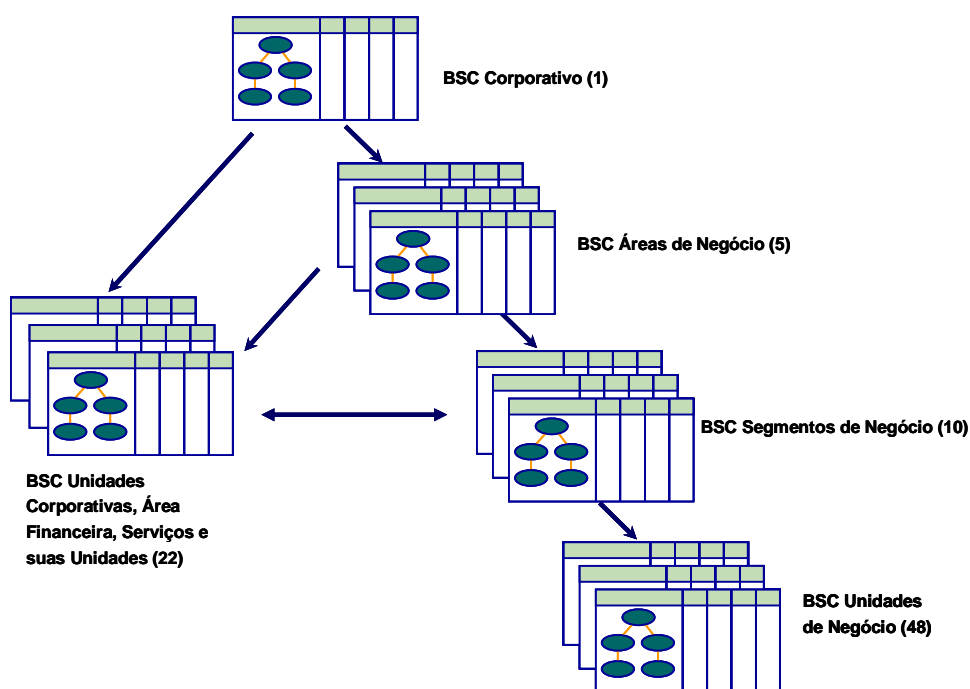 BSC Corporativo (1)
BSC Áreas de Negócio (5)
BSC Segmentos de Negócio (10)
BSC Unidades
Corporativas, Área
Financeira, Serviços e
suas Unidades (22)
BSC Unidades
de Negócio (48)